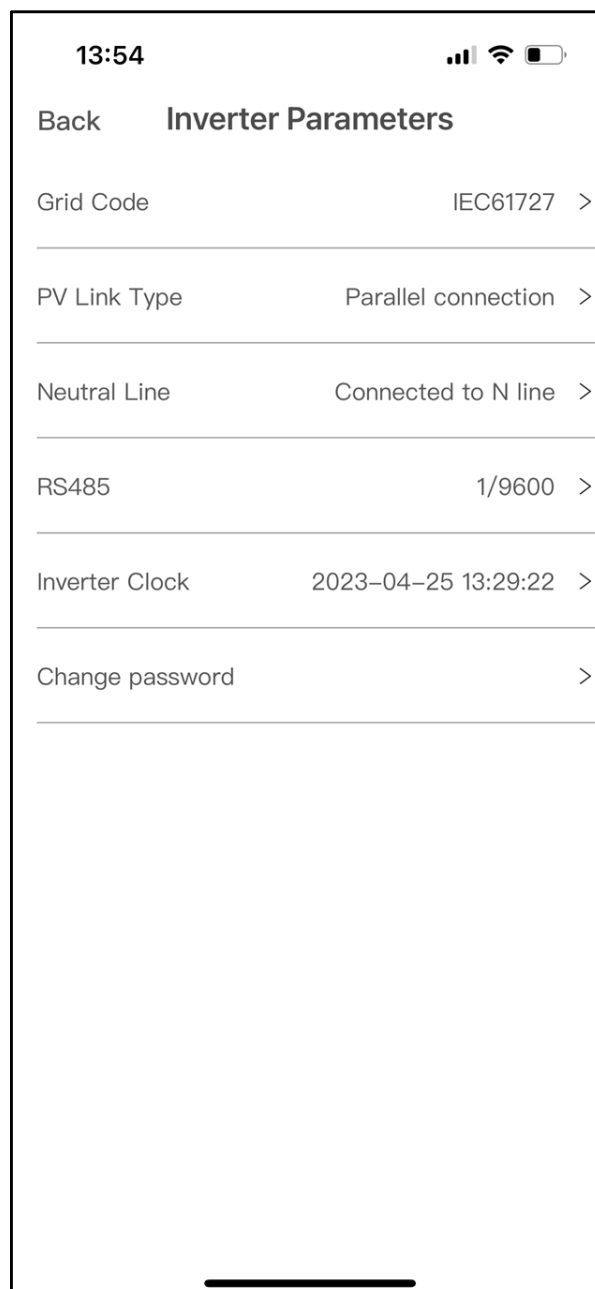 13:54
Back Inverter Parameters
Grid Code IEC61727 >
PV Link Type Parallel connection >
Neutral Line Connected to N line >
RS485 1/9600 >
Inverter Clock 2023-04-25 13:29:22 >
Change password >